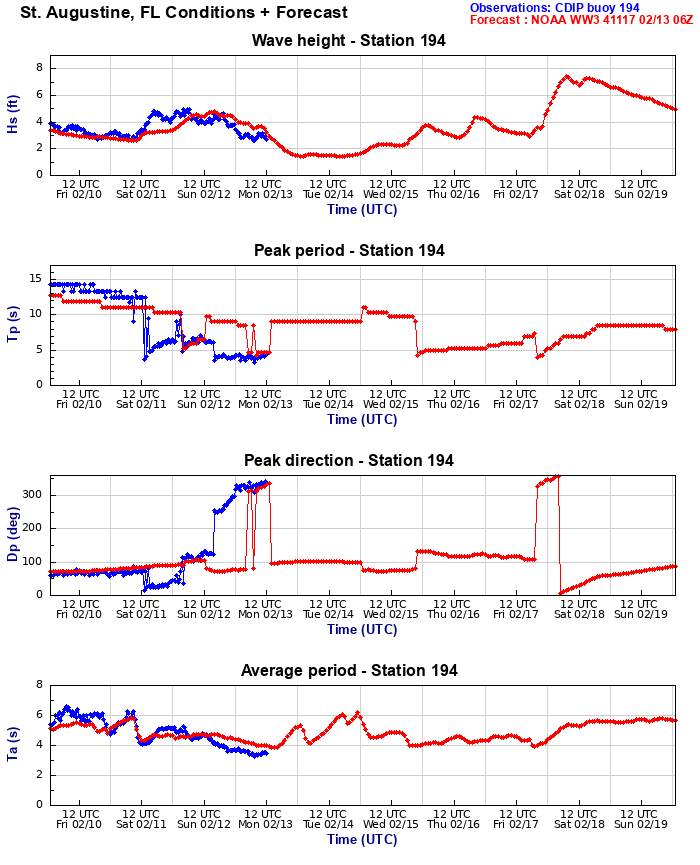 St. Augustine, FL Conditions + Forecast
Observations: CDIP buoy 194
Forecast : NOAA WW3 41117 02/13 06Z
Wave height - Station 194
Hs (ft)
8
6
4
2
0
12 UTC 12 UTC 12 UTC 12 UTC 12 UTC 12 UTC 12 UTC 12 UTC 12 UTC 12 UTC
Fri 02/10 Sat 02/11 Sun 02/12 Mon 02/13 Tue 02/14 Wed 02/15 Thu 02/16 Fri 02/17 Sat 02/18 Sun 02/19
Time (UTC)
Peak period - Station 194
Tp (s)
15
10
5
0
12 UTC 12 UTC 12 UTC 12 UTC 12 UTC 12 UTC 12 UTC 12 UTC 12 UTC 12 UTC
Fri 02/10 Sat 02/11 Sun 02/12 Mon 02/13 Tue 02/14 Wed 02/15 Thu 02/16 Fri 02/17 Sat 02/18 Sun 02/19
Time (UTC)
Peak direction - Station 194
Dp (deg)
300
200
100
0
12 UTC 12 UTC 12 UTC 12 UTC 12 UTC 12 UTC 12 UTC 12 UTC 12 UTC 12 UTC
Fri 02/10 Sat 02/11 Sun 02/12 Mon 02/13 Tue 02/14 Wed 02/15 Thu 02/16 Fri 02/17 Sat 02/18 Sun 02/19
Time (UTC)
Average period - Station 194
Ta (s)
8
6
4
2
0
12 UTC 12 UTC 12 UTC 12 UTC 12 UTC 12 UTC 12 UTC 12 UTC 12 UTC 12 UTC
Fri 02/10 Sat 02/11 Sun 02/12 Mon 02/13 Tue 02/14 Wed 02/15 Thu 02/16 Fri 02/17 Sat 02/18 Sun 02/19
Time (UTC)